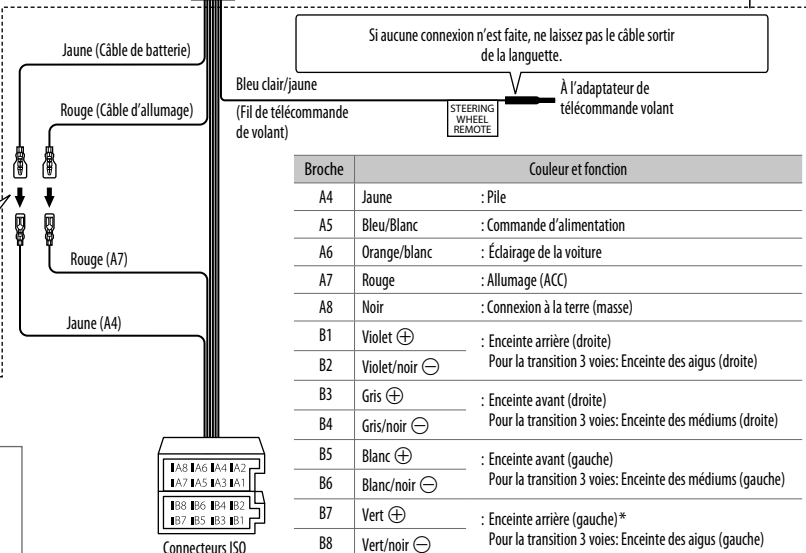 Si aucune connexion n'est faite, ne laissez pas le câble sortir
de la languette.
Jaune (Câble de batterie)
Bleu clair/jaune
(Fil de télécommande
de volant)
STEERING
WHEEL
REMOTE
À l'adaptateur de
télécommande volant
Rouge (Câble d'allumage)
Rouge (A7)
Jaune (A4)
A8 A6 A4 A2
A7 A5 A3 A1
B8 B6 B4 B2
B7 B5 B3 B1
Connecteurs ISO
Broche Couleur et fonction
A4 Jaune : Pile
A5 Bleu/Blanc : Commande d'alimentation
A6 Orange/blanc : Éclairage de la voiture
A7 Rouge : Allumage (ACC)
A8 Noir : Connexion à la terre (masse)
B1 Violet ⊕ : Enceinte arrière (droite)
B2 Violet/noir ⊖ Pour la transition 3 voies: Enceinte des aigus (droite)
B3 Gris ⊕ : Enceinte avant (droite)
B4 Gris/noir ⊖ Pour la transition 3 voies: Enceinte des médiums (droite)
B5 Blanc ⊕ : Enceinte avant (gauche)
B6 Blanc/noir ⊖ Pour la transition 3 voies: Enceinte des médiums (gauche)
B7 Vert ⊕ : Enceinte arrière (gauche)*
B8 Vert/noir ⊖ Pour la transition 3 voies: Enceinte des aigus (gauche)